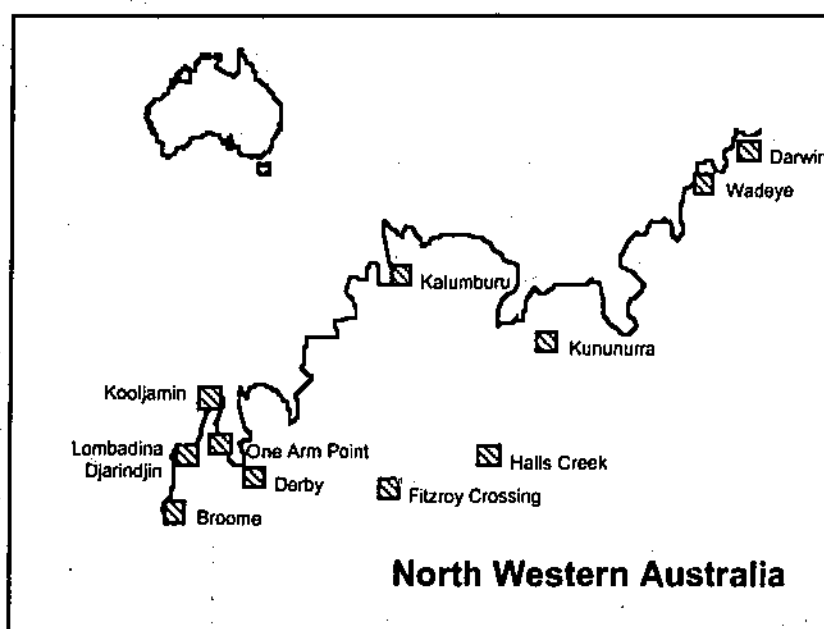 Darwin
Wadeye
Kalumburu
Kununurra
Kooljamin
Lombadina
Djarindjin
One Arm Point
Halls Creek
Derby
Fitzroy Crossing
Broome
North Western Australia